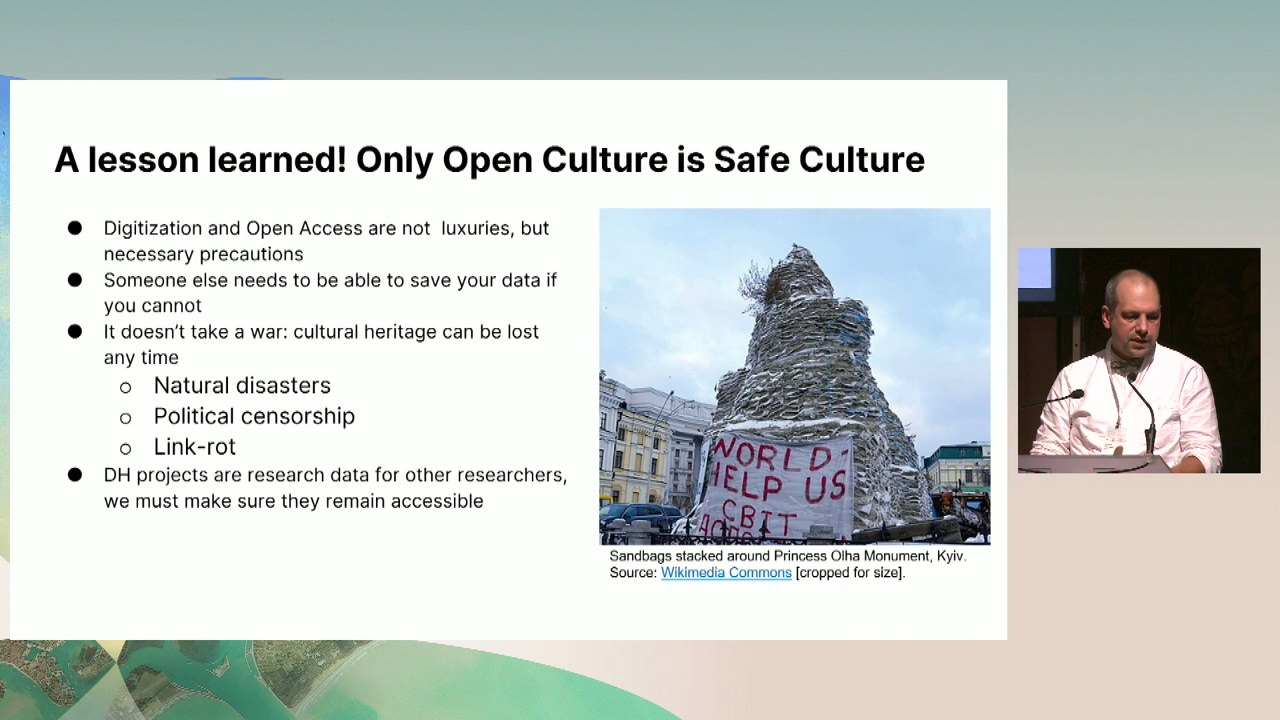 A lesson learned! Only Open Culture is Safe Culture
● Digitization and Open Access are not luxuries, but
necessary precautions
● Someone else needs to be able to save your data if
you cannot
● It doesn’t take a war: cultural heritage can be lost
any time
○ Natural disasters
○ Political censorship
○ Link-rot
● DH projects are research data for other researchers,
we must make sure they remain accessible
WORLD
HELP US
СВІТ
Sandbags stacked around Princess Olha Monument, Kyiv.
Source: Wikimedia Commons [cropped for size].